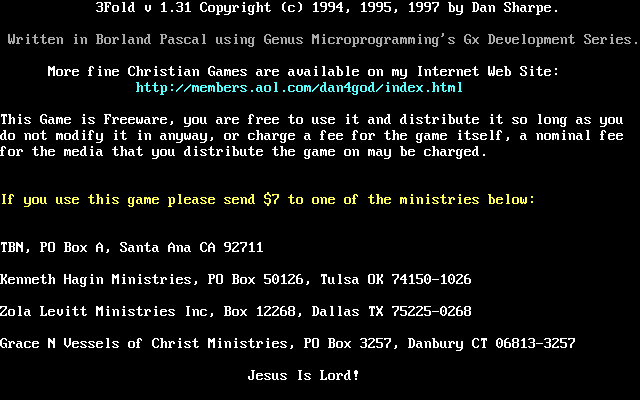 3Fold v 1.31 Copyright (c) 1994, 1995, 1997 by Dan Sharpe.
Written in Borland Pascal using Genus Microprogramming's Gx Development Series.
More fine Christian Games are available on my Internet Web Site:
http://members.aol.com/dan4god/index.html
This Game is Freeware, you are free to use it and distribute it so long as you
do not modify it in anyway, or charge a fee for the game itself, a nominal fee
for the media that you distribute the game on may be charged.
If you use this game please send $7 to one of the ministries below:
TBN, PO Box A, Santa Ana CA 92711
Kenneth Hagin Ministries, PO Box 50126, Tulsa OK 74150-1026
Zola Levitt Ministries Inc, Box 12268, Dallas TX 75225-0268
Grace N Vessels of Christ Ministries, PO Box 3257, Danbury CT 06813-3257
Jesus Is Lord!